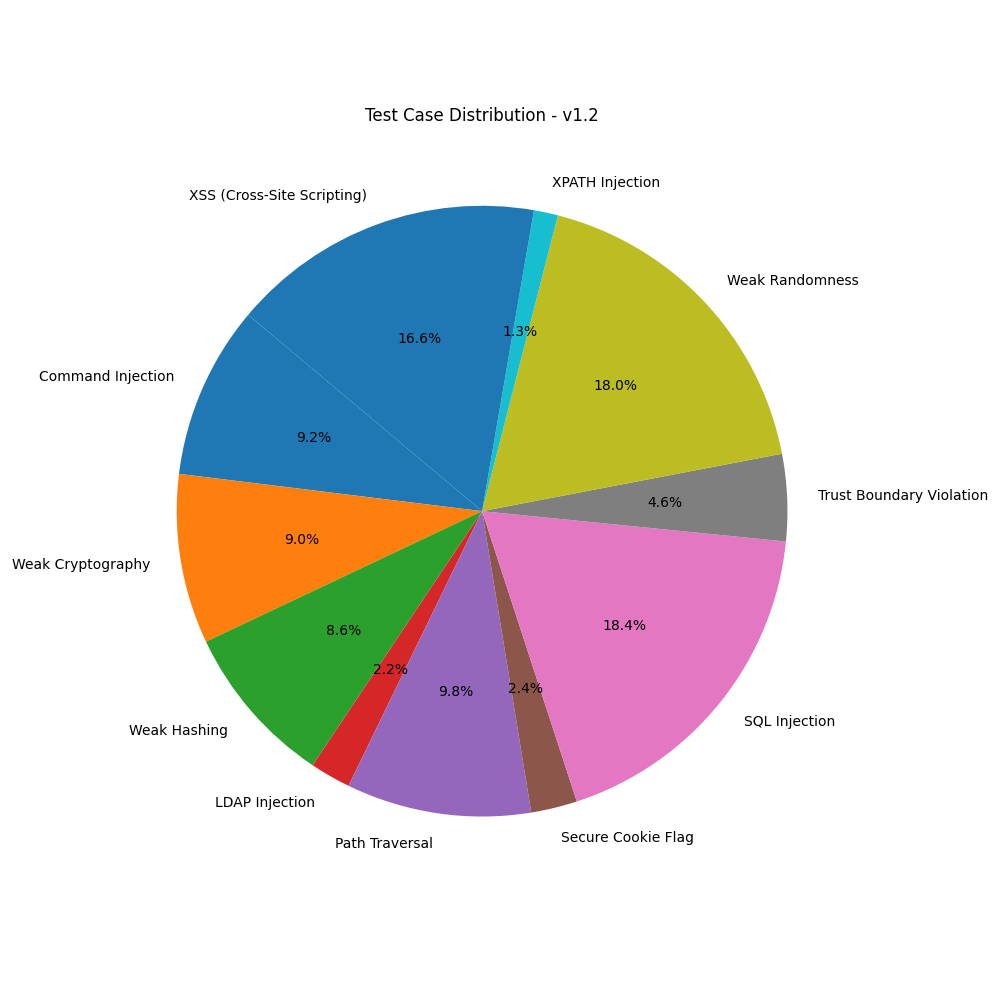 Test Case Distribution - v1.2
XPATH Injection
XSS (Cross-Site Scripting)
Weak Randomness
1.3%
16.6%
18.0%
Command Injection
9.2%
Trust Boundary Violation
4.6%
9.0%
Weak Cryptography
8.6%
18.4%
2.2%
9.8%
2.4%
SQL Injection
Weak Hashing
LDAP Injection
Secure Cookie Flag
Path Traversal